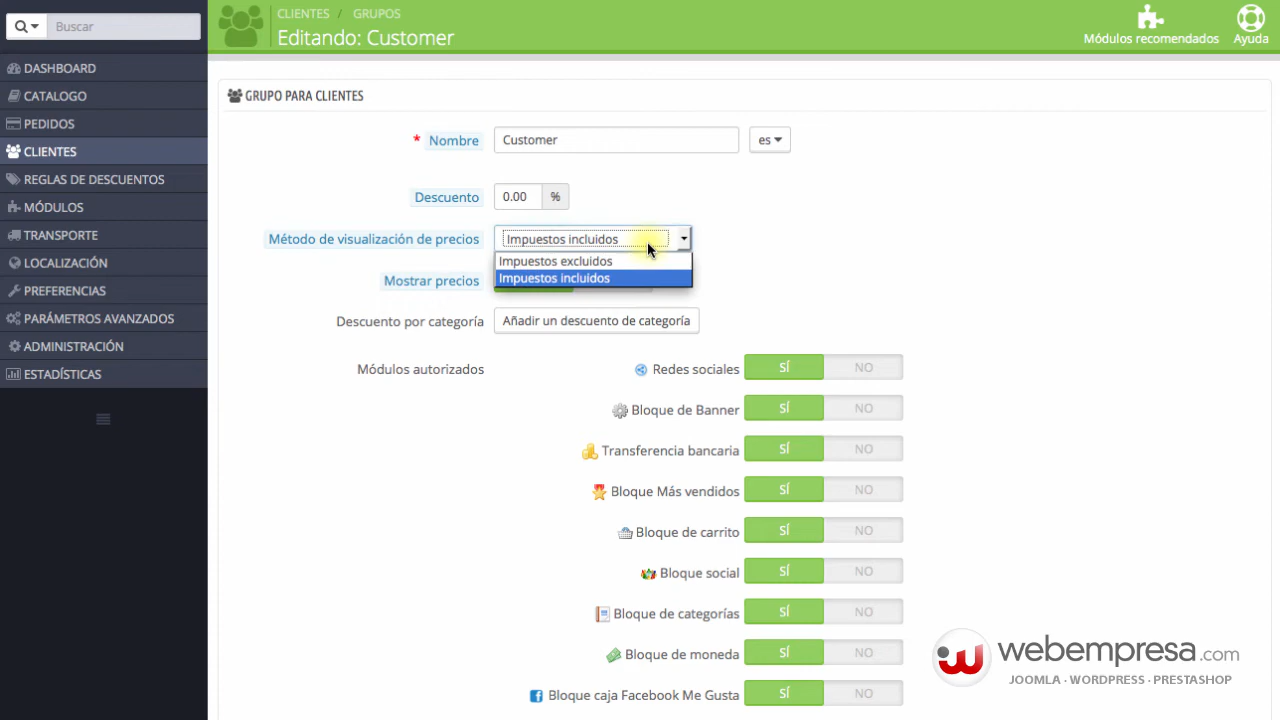 Buscar
DASHBOARD
CATALOGO
PEDIDOS
CLIENTES
REGLAS DE DESCUENTOS
MÓDULOS
TRANSPORTE
LOCALIZACIÓN
PREFERENCIAS
PARÁMETROS AVANZADOS
ADMINISTRACIÓN
ESTADÍSTICAS
CLIENTES / GRUPOS
Editando: Customer
Módulos recomendados
Ayuda
GRUPO PARA CLIENTES
* Nombre Customer es
Descuento 0.00 %
Método de visualización de precios Impuestos incluidos
Impuestos excluidos
Impuestos incluidos
Mostrar precios
Descuento por categoría Añadir un descuento de categoría
Módulos autorizados Redes sociales SÍ NO
Bloque de Banner SÍ NO
Transferencia bancaria SÍ NO
Bloque Más vendidos SÍ NO
Bloque de carrito SÍ NO
Bloque social SÍ NO
Bloque de categorías SÍ NO
Bloque de moneda SÍ NO
Bloque caja Facebook Me Gusta SÍ NO
webempresa.com
JOOMLA · WORDPRESS · PRESTASHOP